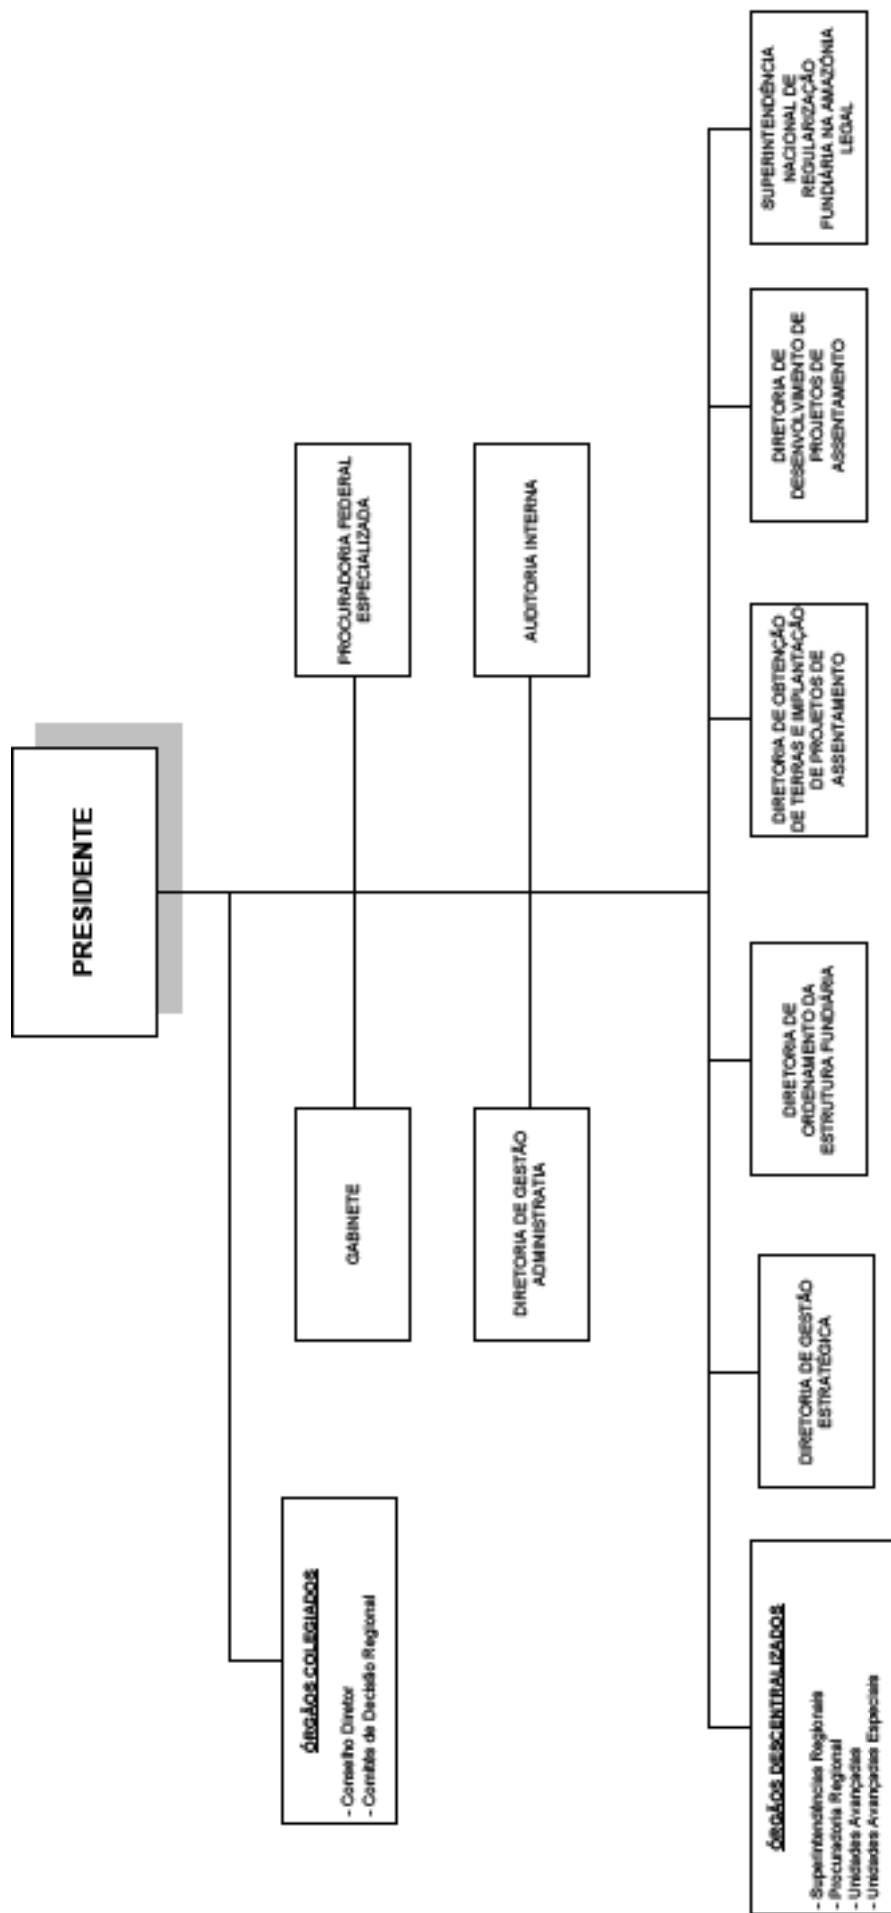 PRESIDENTE
ÓRGÃOS COLEGIADOS
- Conselho Diretor
- Comitês de Decisão Regional
GABINETE
PROCURADORIA FEDERAL
ESPECIALIZADA
DIRETORIA DE GESTÃO
ADMINISTRATIA
AUDITORIA INTERNA
ÓRGÃOS DESCENTRALIZADOS
- Superintendências Regionais
- Procuradoria Regional
- Unidades Avançadas
- Unidades Avançadas Especiais
DIRETORIA DE GESTÃO
ESTRATÉGICA
DIRETORIA DE
ORDENAMENTO DA
ESTRUTURA FUNDIÁRIA
DIRETORIA DE OBTENÇÃO
DE TERRAS E IMPLANTAÇÃO
DE PROJETOS DE
ASSENTAMENTO
DIRETORIA DE
DESENVOLVIMENTO DE
PROJETOS DE
ASSENTAMENTO
SUPERINTENDÊNCIA
NACIONAL DE
REGULARIZAÇÃO
FUNDIÁRIA NA AMAZÔNIA
LEGAL